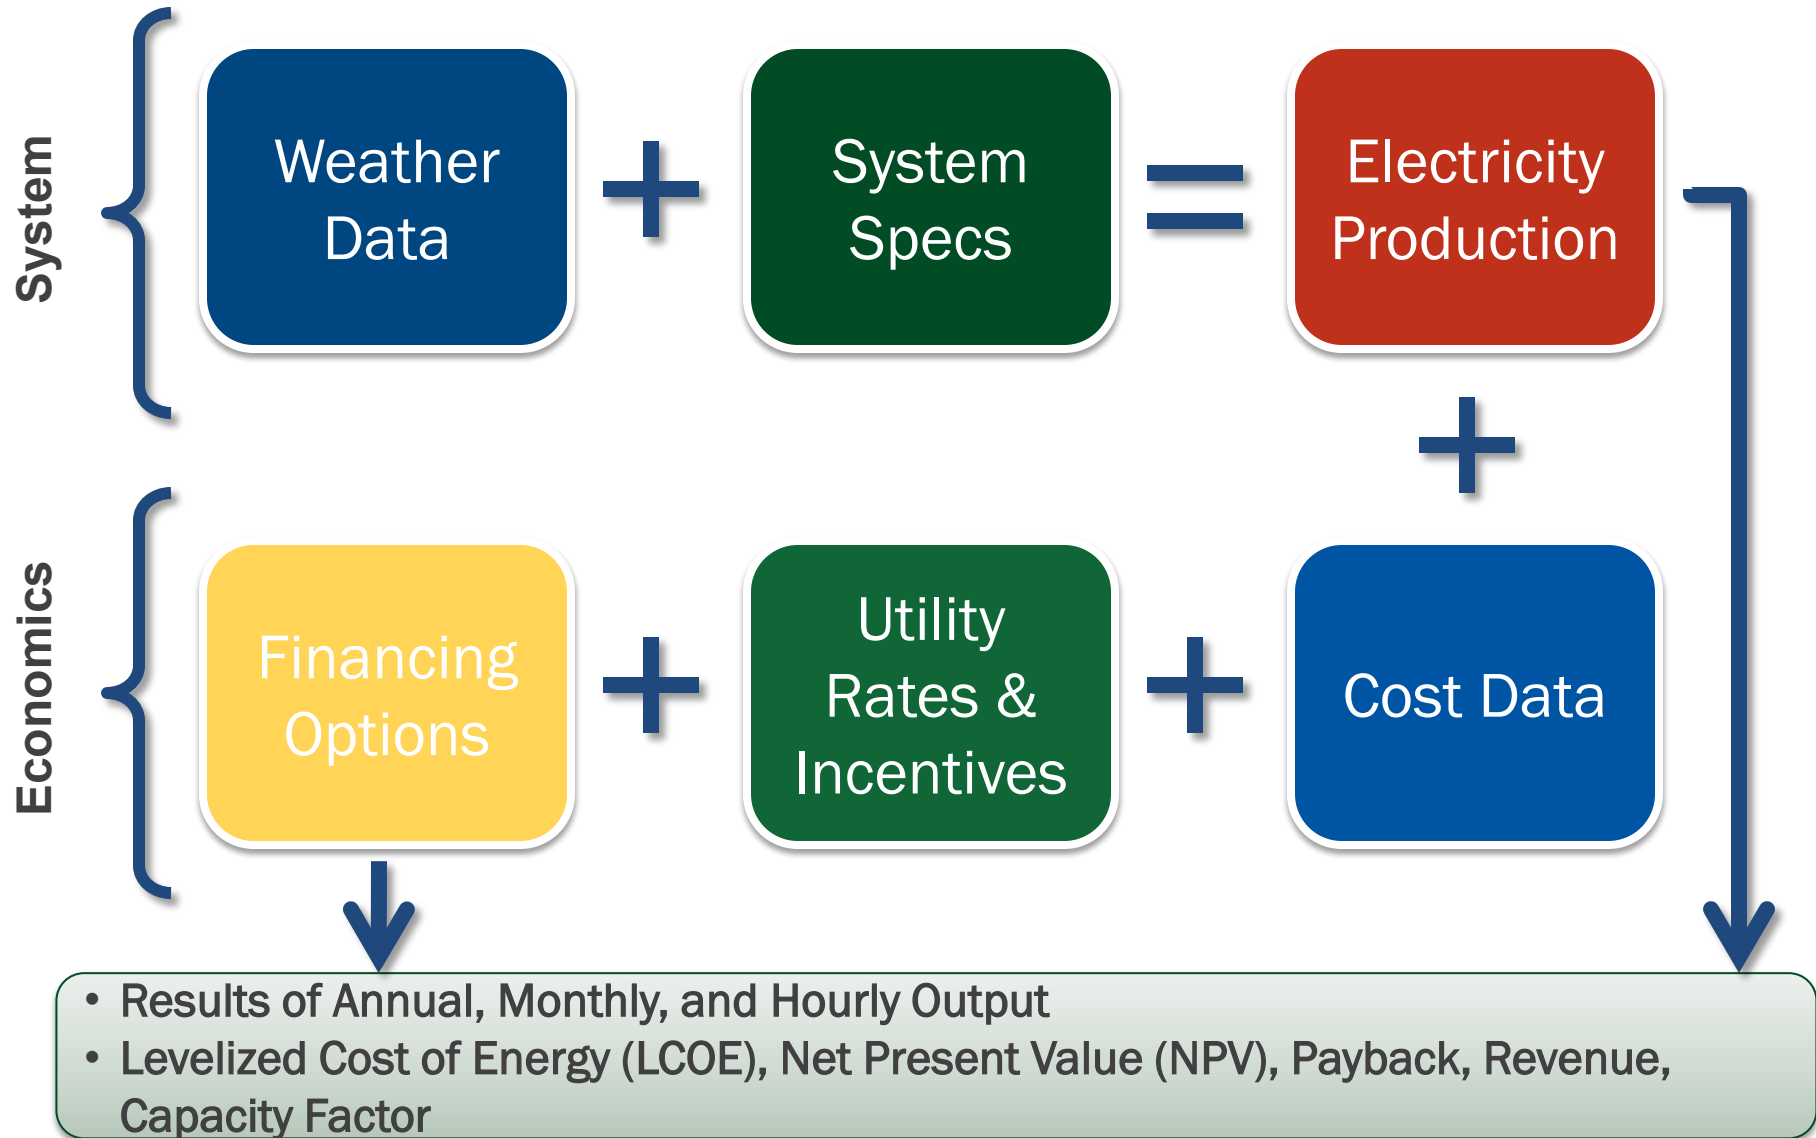 System
Weather
Data
+
System
Specs
=
Electricity
Production
+
Economics
Financing
Options
+
Utility
Rates &
Incentives
+
Cost Data
• Results of Annual, Monthly, and Hourly Output
• Levelized Cost of Energy (LCOE), Net Present Value (NPV), Payback, Revenue,
Capacity Factor